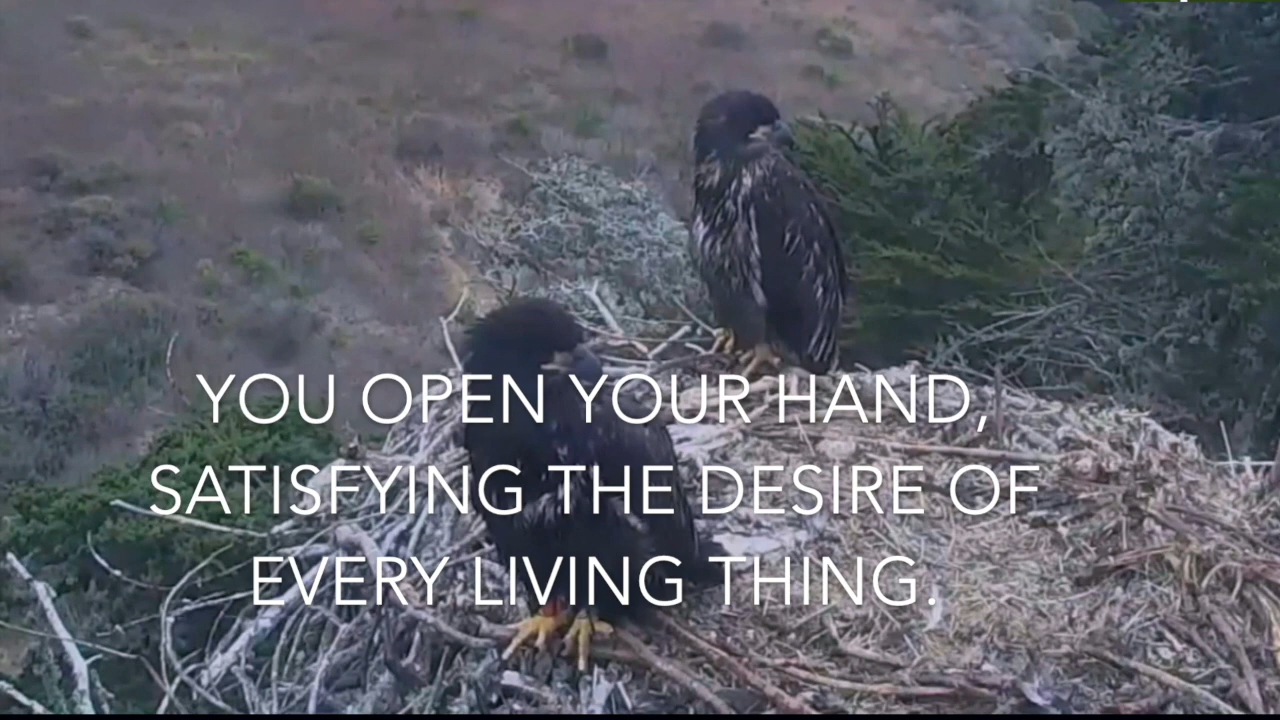 YOU OPEN YOUR HAND,
SATISFYING THE DESIRE OF
EVERY LIVING THING.